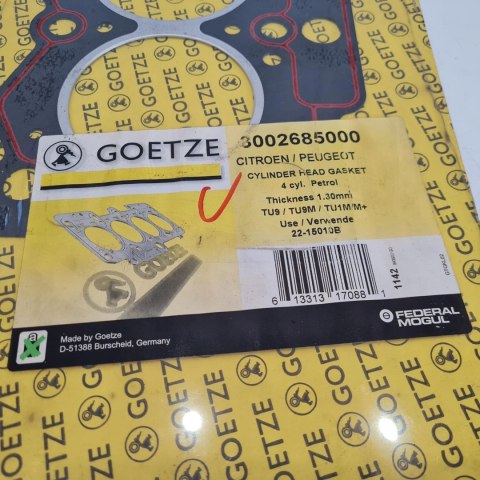 GOETZE
3002685000
CITROEN / PEUGEOT
CYLINDER HEAD GASKET
4 cyl. Petrol
Thickness 1.30mm
TU9 / TU9M / TU1M/M+
Use / Verwende
22-15010B
GOETZE
6 13313 17088 1
1142
FEDERAL
MOGUL
a
Made by Goetze
D-51388 Burscheid, Germany
GOETZE